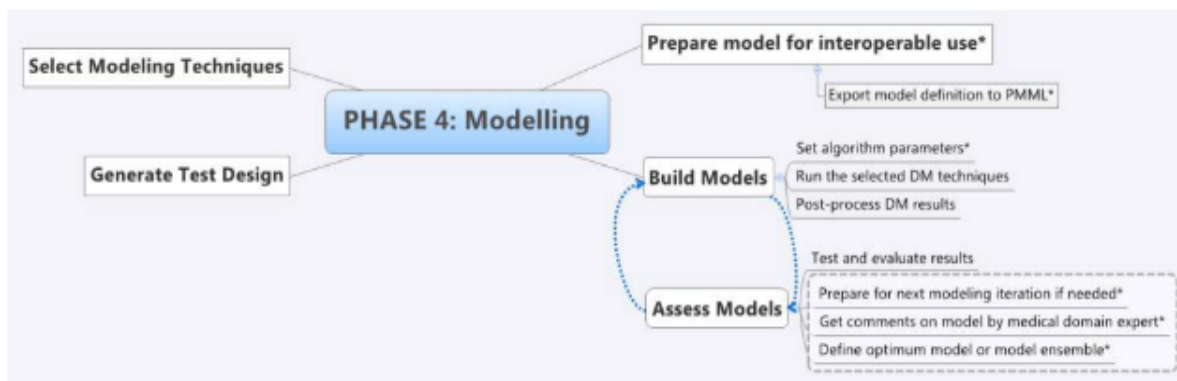 Select Modeling Techniques
Generate Test Design
PHASE 4: Modelling
Prepare model for interoperable use*
Export model definition to PMML*
Build Models
Set algorithm parameters*
Run the selected DM techniques
Post-process DM results
Assess Models
Test and evaluate results
Prepare for next modeling iteration if needed*
Get comments on model by medical domain expert*
Define optimum model or model ensemble*